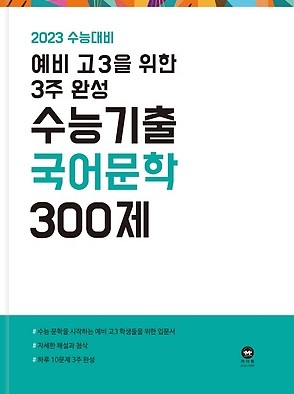 2023 수능대비
예비 고3을 위한
3주 완성
수능기출
국어문학
300제
# 수능 문학을 시작하는 예비 고3 학생들을 위한 입문서
# 자세한 해설과 첨삭
# 하루 10문제 3주 완성